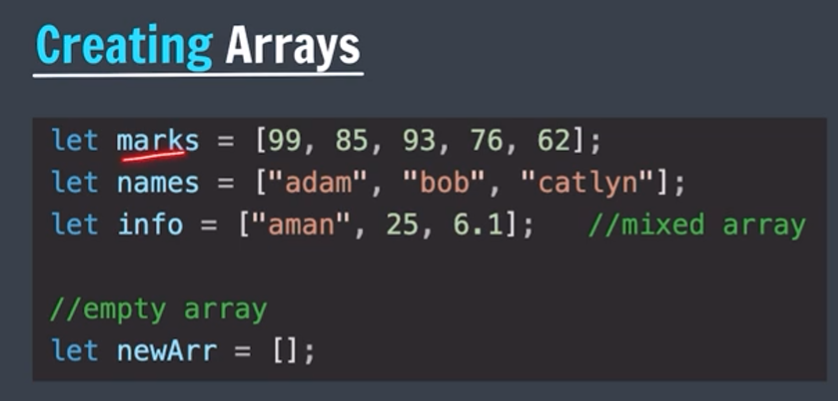 Creating Arrays
let marks = [99, 85, 93, 76, 62];
let names = ["adam", "bob", "catlyn"];
let info = ["aman", 25, 6.1];   //mixed array
//empty array
let newArr = [];